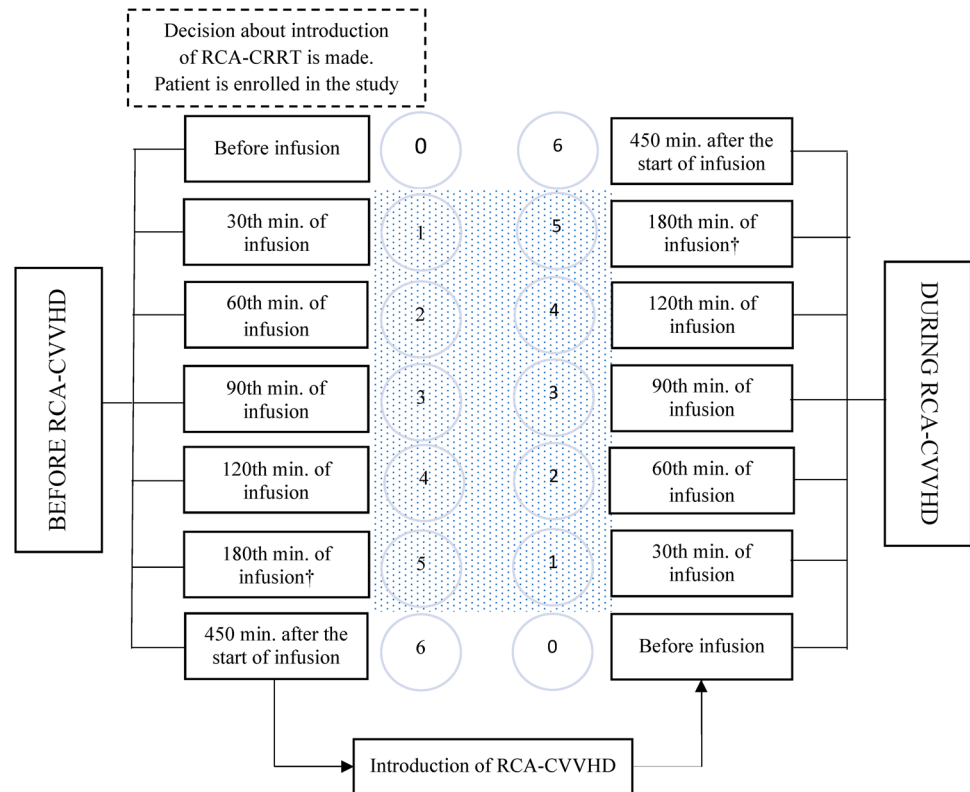 Decision about introduction
of RCA-CRRT is made.
Patient is enrolled in the study
BEFORE RCA-CVVHD
Before infusion
0
30th min. of
infusion
1
60th min. of
infusion
2
90th min. of
infusion
3
120th min. of
infusion
4
180th min. of
infusion†
5
450 min. after the
start of infusion
6
Introduction of RCA-CVVHD
6
450 min. after the
start of infusion
5
180th min. of
infusion†
4
120th min. of
infusion
3
90th min. of
infusion
2
60th min. of
infusion
1
30th min. of
infusion
0
Before infusion
DURING RCA-CVVHD